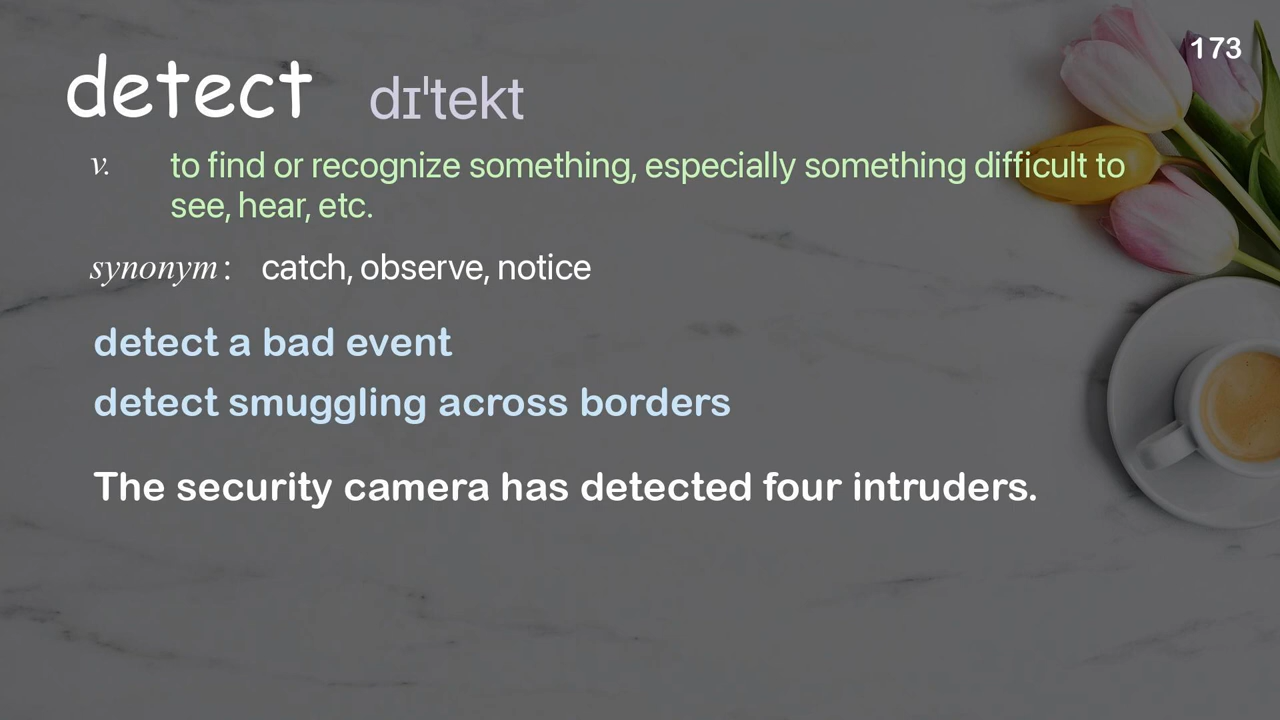 173
detect dɪˈtekt
v. to find or recognize something, especially something difficult to
see, hear, etc.
synonym: catch, observe, notice
detect a bad event
detect smuggling across borders
The security camera has detected four intruders.